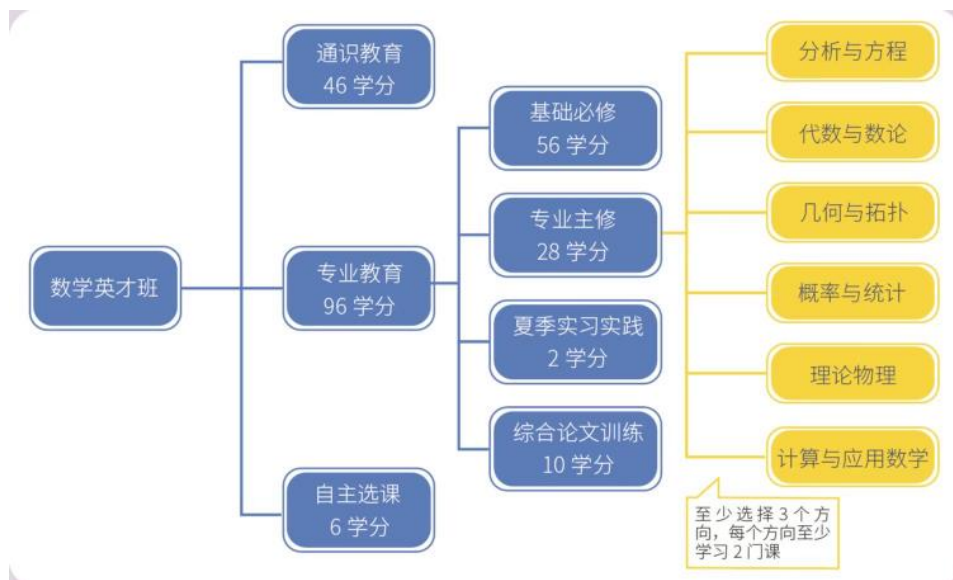 数学英才班
通识教育
46 学分
专业教育
96 学分
自主选课
6 学分
基础必修
56 学分
专业主修
28 学分
夏季实习实践
2 学分
综合论文训练
10 学分
分析与方程
代数与数论
几何与拓扑
概率与统计
理论物理
计算与应用数学
至少选择 3 个方
向，每个方向至少
学习 2 门课